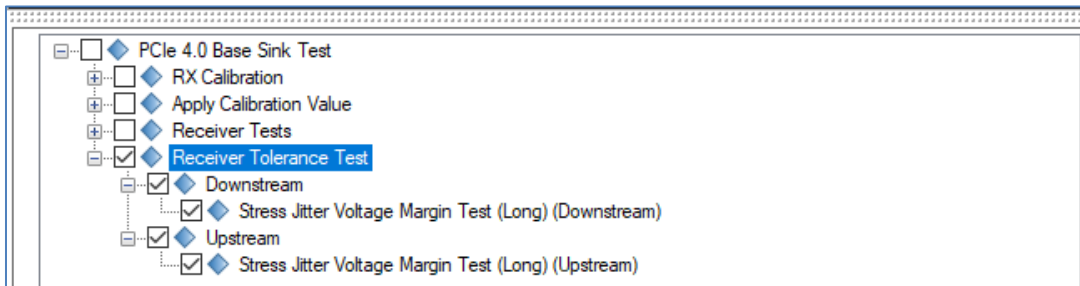 PCIe 4.0 Base Sink Test
RX Calibration
Apply Calibration Value
Receiver Tests
Receiver Tolerance Test
Downstream
Stress Jitter Voltage Margin Test (Long) (Downstream)
Upstream
Stress Jitter Voltage Margin Test (Long) (Upstream)